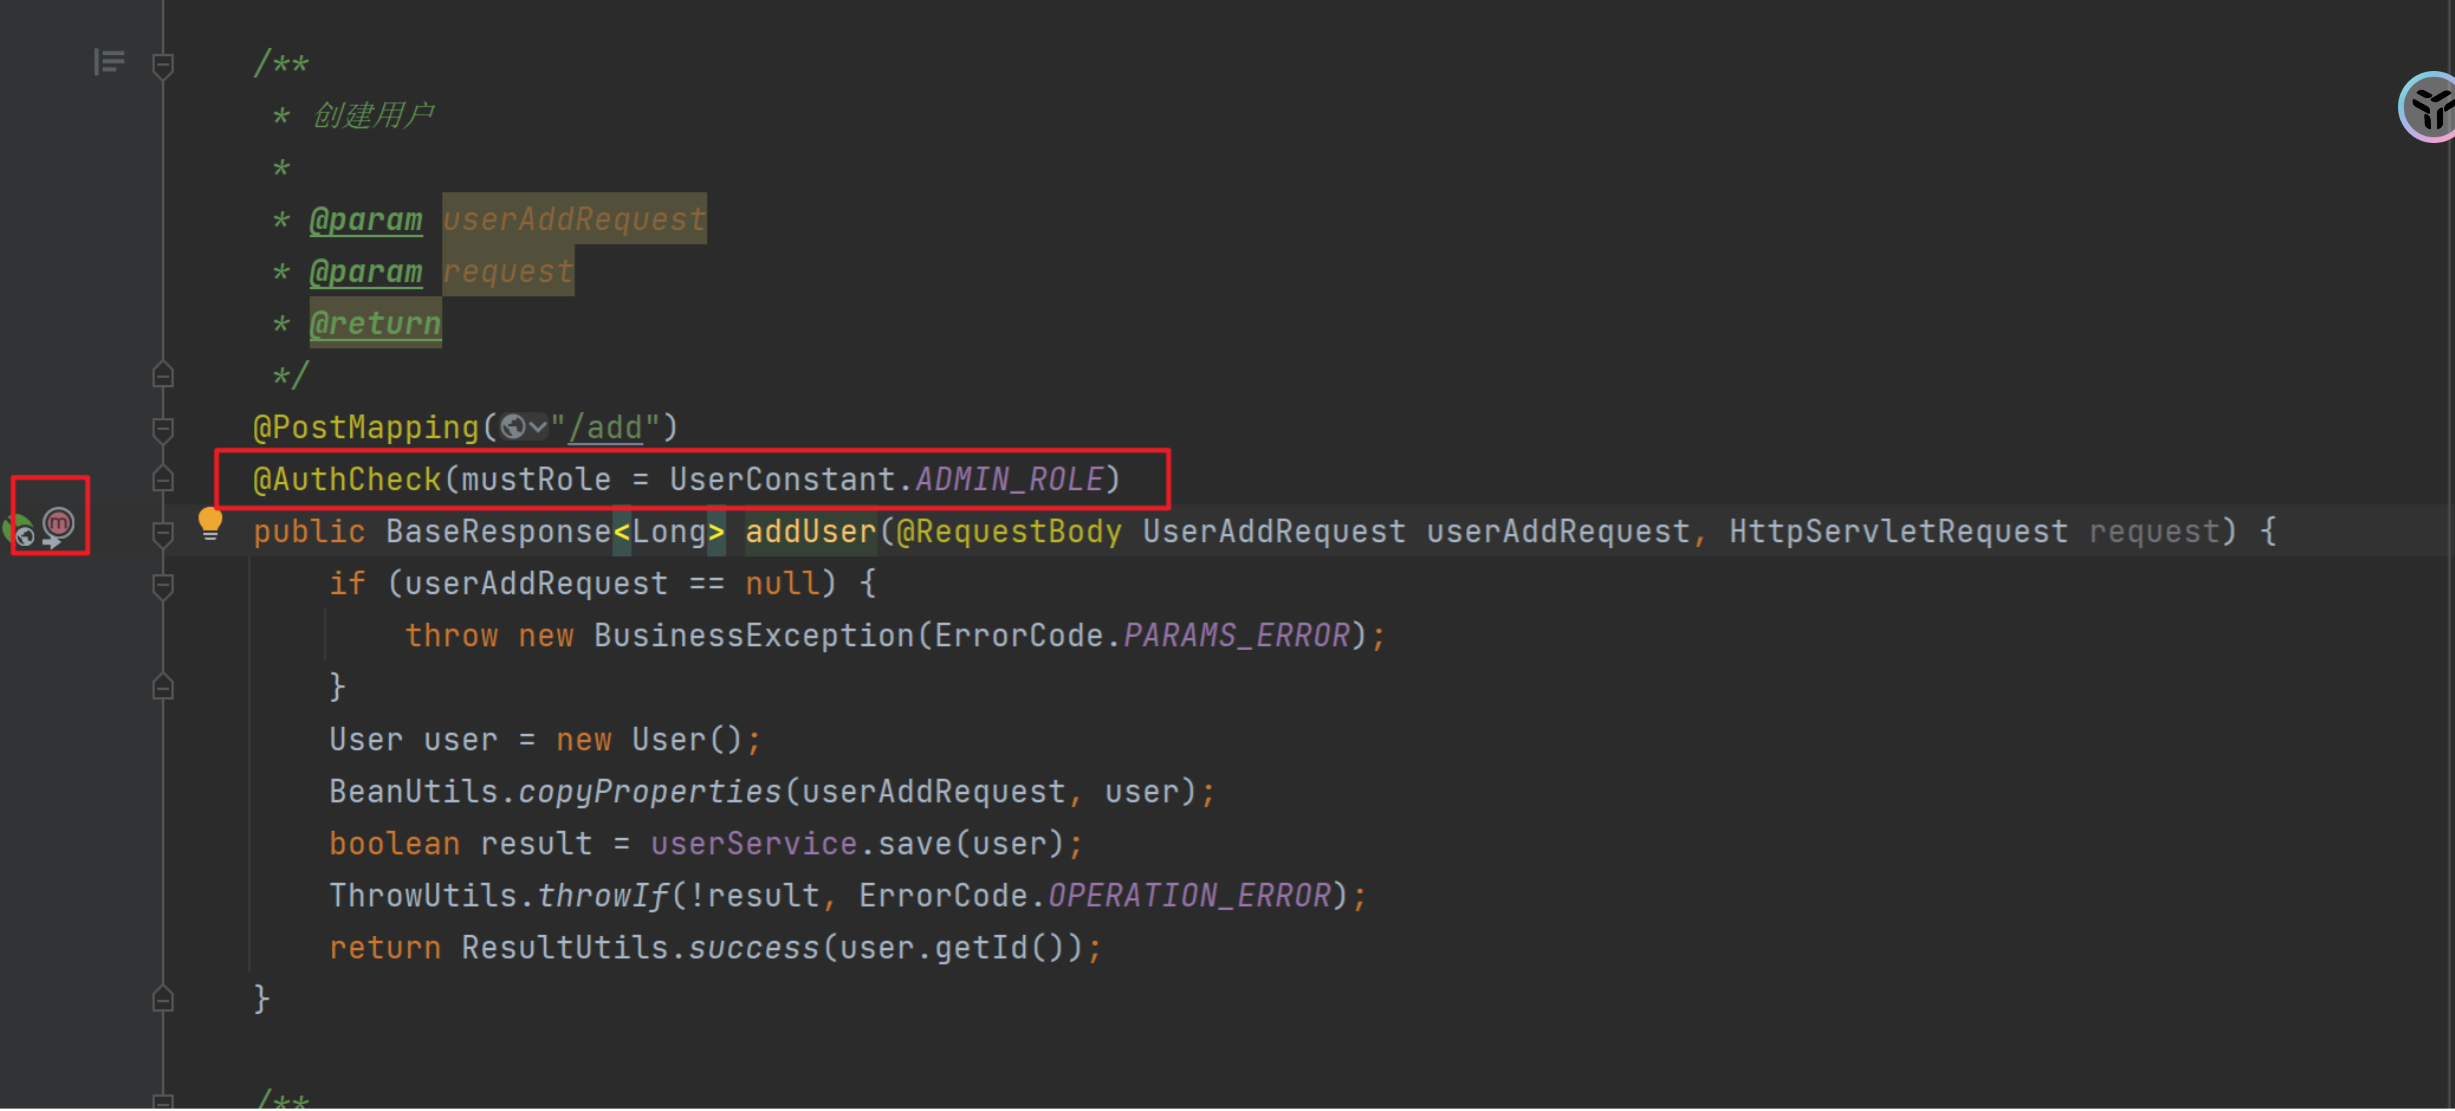 /**
* 创建用户
*
* @param userAddRequest
* @param request
* @return
*/
@PostMapping("/add")
@AuthCheck(mustRole = UserConstant.ADMIN_ROLE)
m
public BaseResponse<Long> addUser(@RequestBody UserAddRequest userAddRequest, HttpServletRequest request) {
if (userAddRequest == null) {
throw new BusinessException(ErrorCode.PARAMS_ERROR);
}
User user = new User();
BeanUtils.copyProperties(userAddRequest, user);
boolean result = userService.save(user);
ThrowUtils.throwIf(!result, ErrorCode.OPERATION_ERROR);
return ResultUtils.success(user.getId());
}
/**